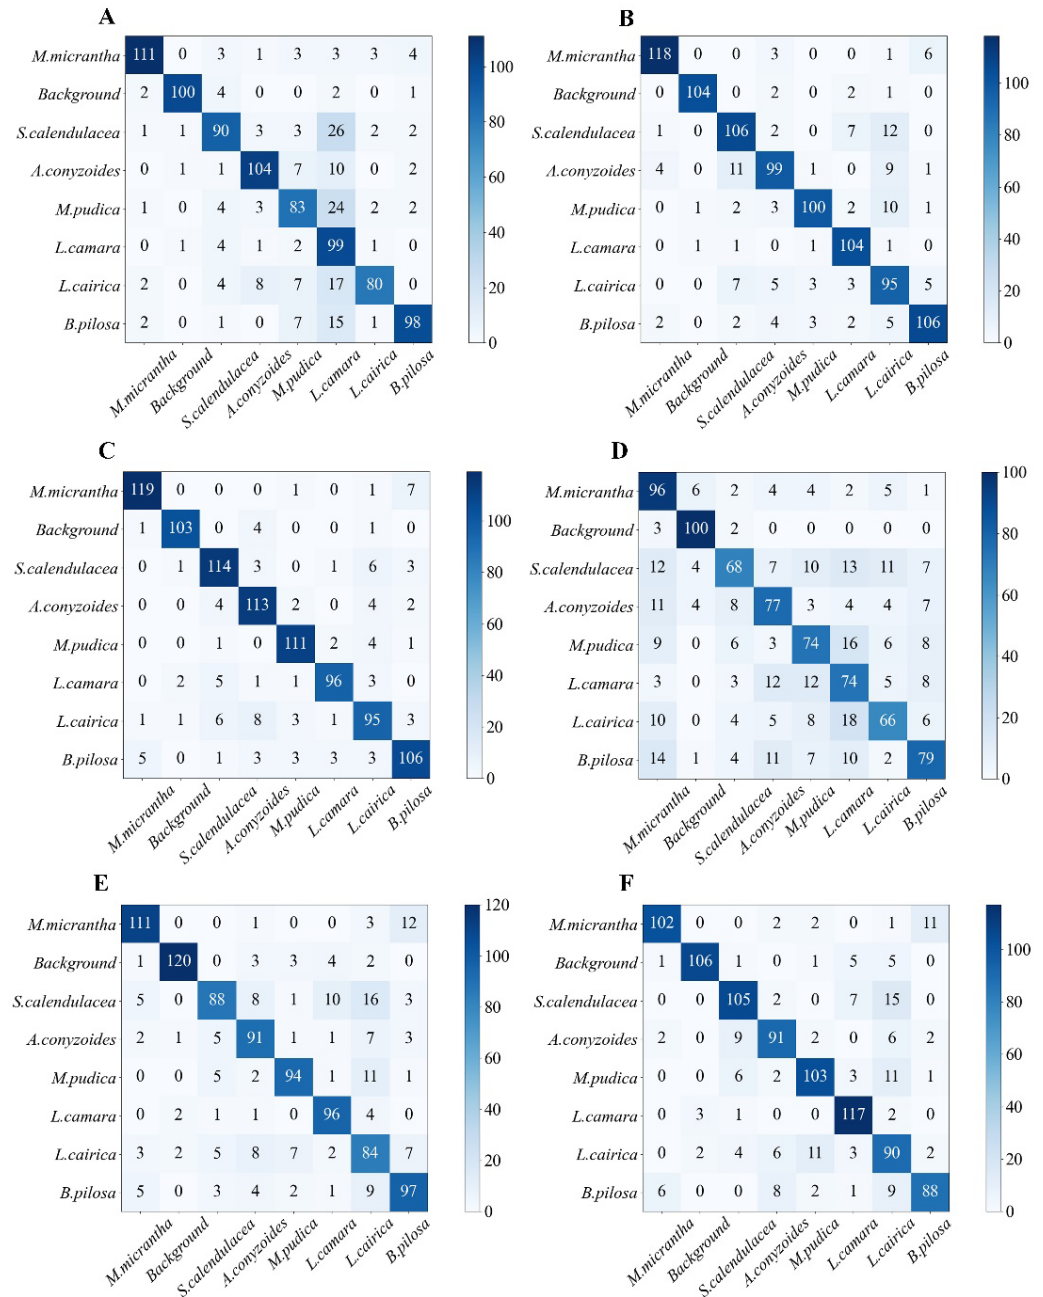 A
M.micrantha 111 0 3 1 3 3 3 4
Background 2 100 4 0 0 2 0 1
S.calendulacea 1 1 90 3 3 26 2 2
A.conyzoides 0 1 1 104 7 10 0 2
M.pudica 1 0 4 3 83 24 2 2
L.camara 0 1 4 1 2 99 1 0
L.cairica 2 0 4 8 7 17 80 0
B.pilosa 2 0 1 0 7 15 1 98
M.micrantha Background S.calendulacea A.conyzoides M.pudica L.camara L.cairica B.pilosa
100
80
60
40
20
0
B
M.micrantha 118 0 0 3 0 0 1 6
Background 0 104 0 2 0 2 1 0
S.calendulacea 1 0 106 2 0 7 12 0
A.conyzoides 4 0 11 99 1 0 9 1
M.pudica 0 1 2 3 100 2 10 1
L.camara 0 1 1 0 1 104 1 0
L.cairica 0 0 7 5 3 3 95 5
B.pilosa 2 0 2 4 3 2 5 106
M.micrantha Background S.calendulacea A.conyzoides M.pudica L.camara L.cairica B.pilosa
100
80
60
40
20
0
C
M.micrantha 119 0 0 0 1 0 1 7
Background 1 103 0 4 0 0 1 0
S.calendulacea 0 1 114 3 0 1 6 3
A.conyzoides 0 0 4 113 2 0 4 2
M.pudica 0 0 1 0 111 2 4 1
L.camara 0 2 5 1 1 96 3 0
L.cairica 1 1 6 8 3 1 95 3
B.pilosa 5 0 1 3 3 3 3 106
M.micrantha Background S.calendulacea A.conyzoides M.pudica L.camara L.cairica B.pilosa
100
80
60
40
20
0
D
M.micrantha 96 6 2 4 4 2 5 1
Background 3 100 2 0 0 0 0 0
S.calendulacea 12 4 68 7 10 13 11 7
A.conyzoides 11 4 8 77 3 4 4 7
M.pudica 9 0 6 3 74 16 6 8
L.camara 3 0 3 12 12 74 5 8
L.cairica 10 0 4 5 8 18 66 6
B.pilosa 14 1 4 11 7 10 2 79
M.micrantha Background S.calendulacea A.conyzoides M.pudica L.camara L.cairica B.pilosa
100
80
60
40
20
0
E
M.micrantha 111 0 0 1 0 0 3 12
Background 1 120 0 3 3 4 2 0
S.calendulacea 5 0 88 8 1 10 16 3
A.conyzoides 2 1 5 91 1 1 7 3
M.pudica 0 0 5 2 94 1 11 1
L.camara 0 2 1 1 0 96 4 0
L.cairica 3 2 5 8 7 2 84 7
B.pilosa 5 0 3 4 2 1 9 97
M.micrantha Background S.calendulacea A.conyzoides M.pudica L.camara L.cairica B.pilosa
120
100
80
60
40
20
0
F
M.micrantha 102 0 0 2 2 0 1 11
Background 1 106 1 0 1 5 5 0
S.calendulacea 0 0 105 2 0 7 15 0
A.conyzoides 2 0 9 91 2 0 6 2
M.pudica 0 0 6 2 103 3 11 1
L.camara 0 3 1 0 0 117 2 0
L.cairica 0 2 4 6 11 3 90 2
B.pilosa 6 0 0 8 2 1 9 88
M.micrantha Background S.calendulacea A.conyzoides M.pudica L.camara L.cairica B.pilosa
100
80
60
40
20
0